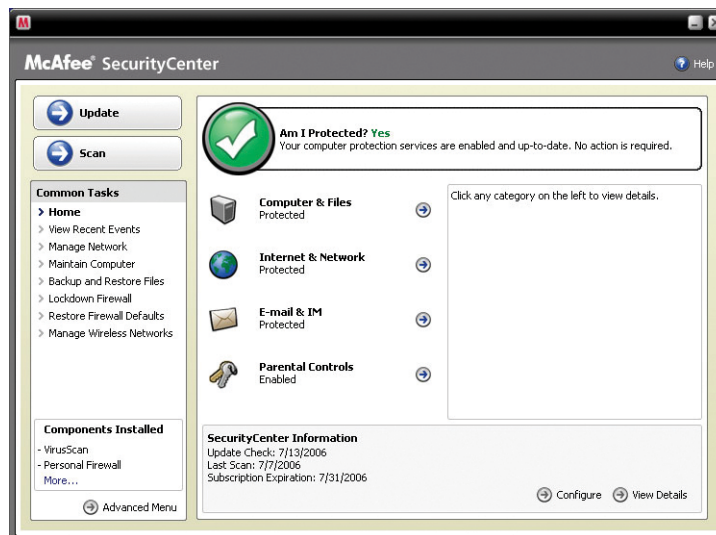 McAfee® SecurityCenter
Help
Update
Scan
Common Tasks
Home
View Recent Events
Manage Network
Maintain Computer
Backup and Restore Files
Lockdown Firewall
Restore Firewall Defaults
Manage Wireless Networks
Components Installed
- VirusScan
- Personal Firewall
More...
Advanced Menu
Am I Protected? Yes
Your computer protection services are enabled and up-to-date. No action is required.
Computer & Files
Protected
Internet & Network
Protected
E-mail & IM
Protected
Parental Controls
Enabled
Click any category on the left to view details.
SecurityCenter Information
Update Check: 7/13/2006
Last Scan: 7/7/2006
Subscription Expiration: 7/31/2006
Configure
View Details